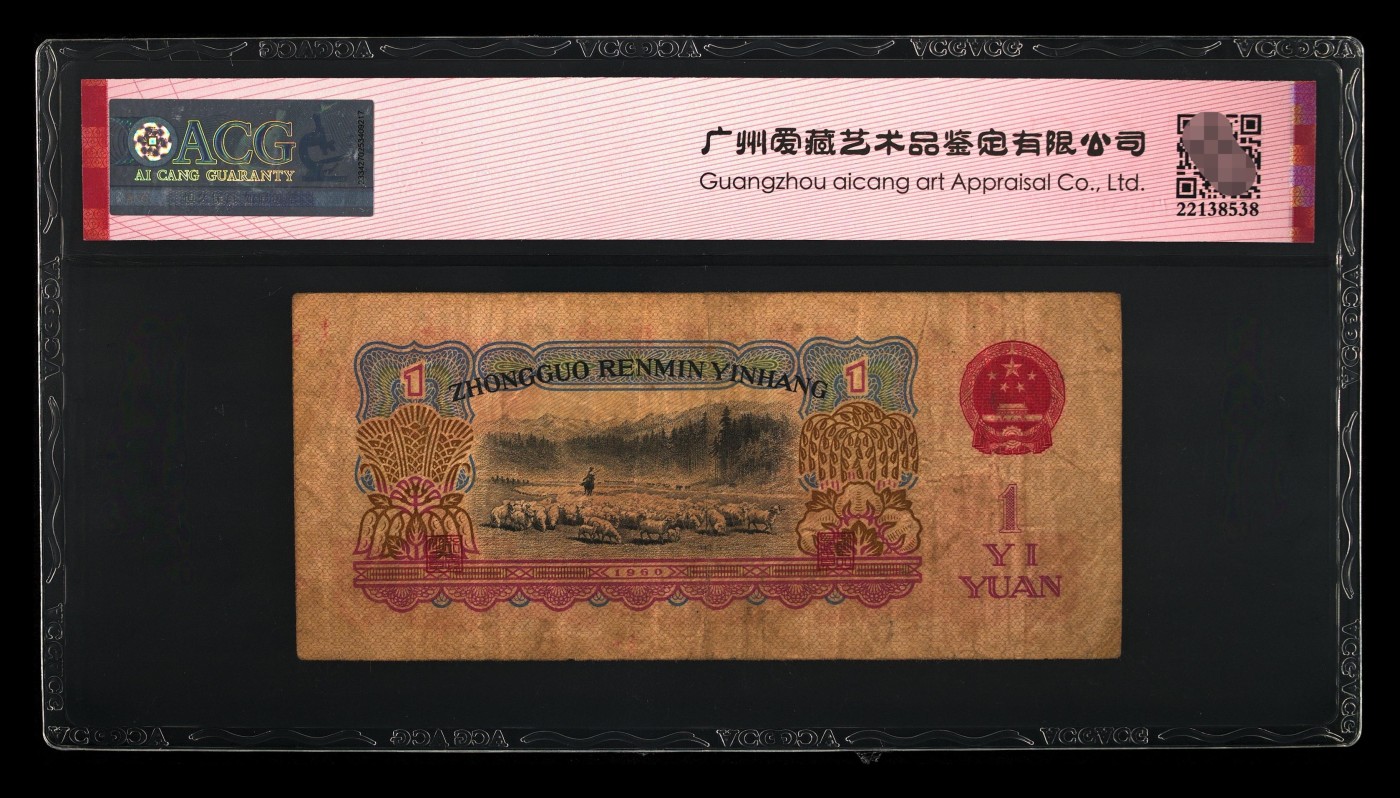 ACG
AI CANG GUARANTY
广州爱藏艺术品鉴定有限公司
Guangzhou aicang art Appraisal Co., Ltd.
22138538
1
ZHONGGUO RENMIN YINHANG
1
1
YI
YUAN
1960